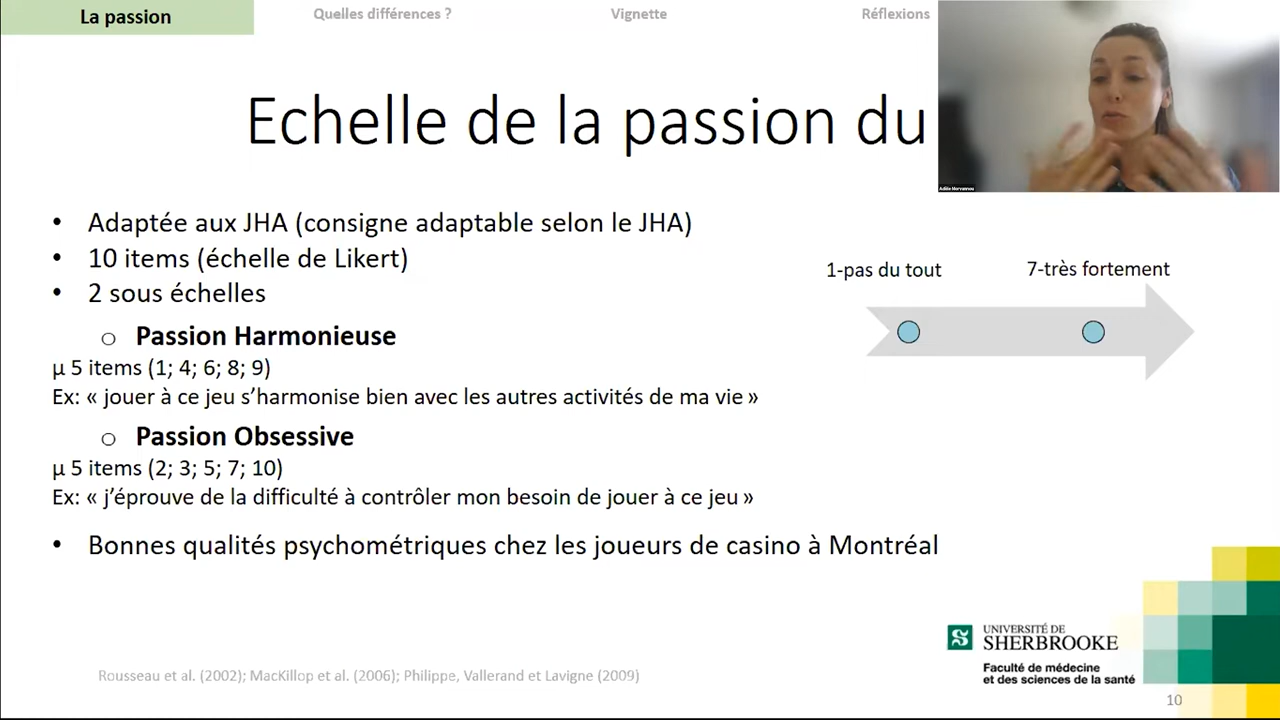 La passion
Quelles différences ?
Vignette
Réflexions
Echelle de la passion du
Adèle Morvannou
• Adaptée aux JHA (consigne adaptable selon le JHA)
• 10 items (échelle de Likert)
• 2 sous échelles
1-pas du tout
7-très fortement
o Passion Harmonieuse
µ 5 items (1; 4; 6; 8; 9)
Ex: « jouer à ce jeu s’harmonise bien avec les autres activités de ma vie »
o Passion Obsessive
µ 5 items (2; 3; 5; 7; 10)
Ex: « j’éprouve de la difficulté à contrôler mon besoin de jouer à ce jeu »
• Bonnes qualités psychométriques chez les joueurs de casino à Montréal
UNIVERSITÉ DE
SHERBROOKE
Faculté de médecine
et des sciences de la santé
Rousseau et al. (2002); MacKillop et al. (2006); Philippe, Vallerand et Lavigne (2009)
10